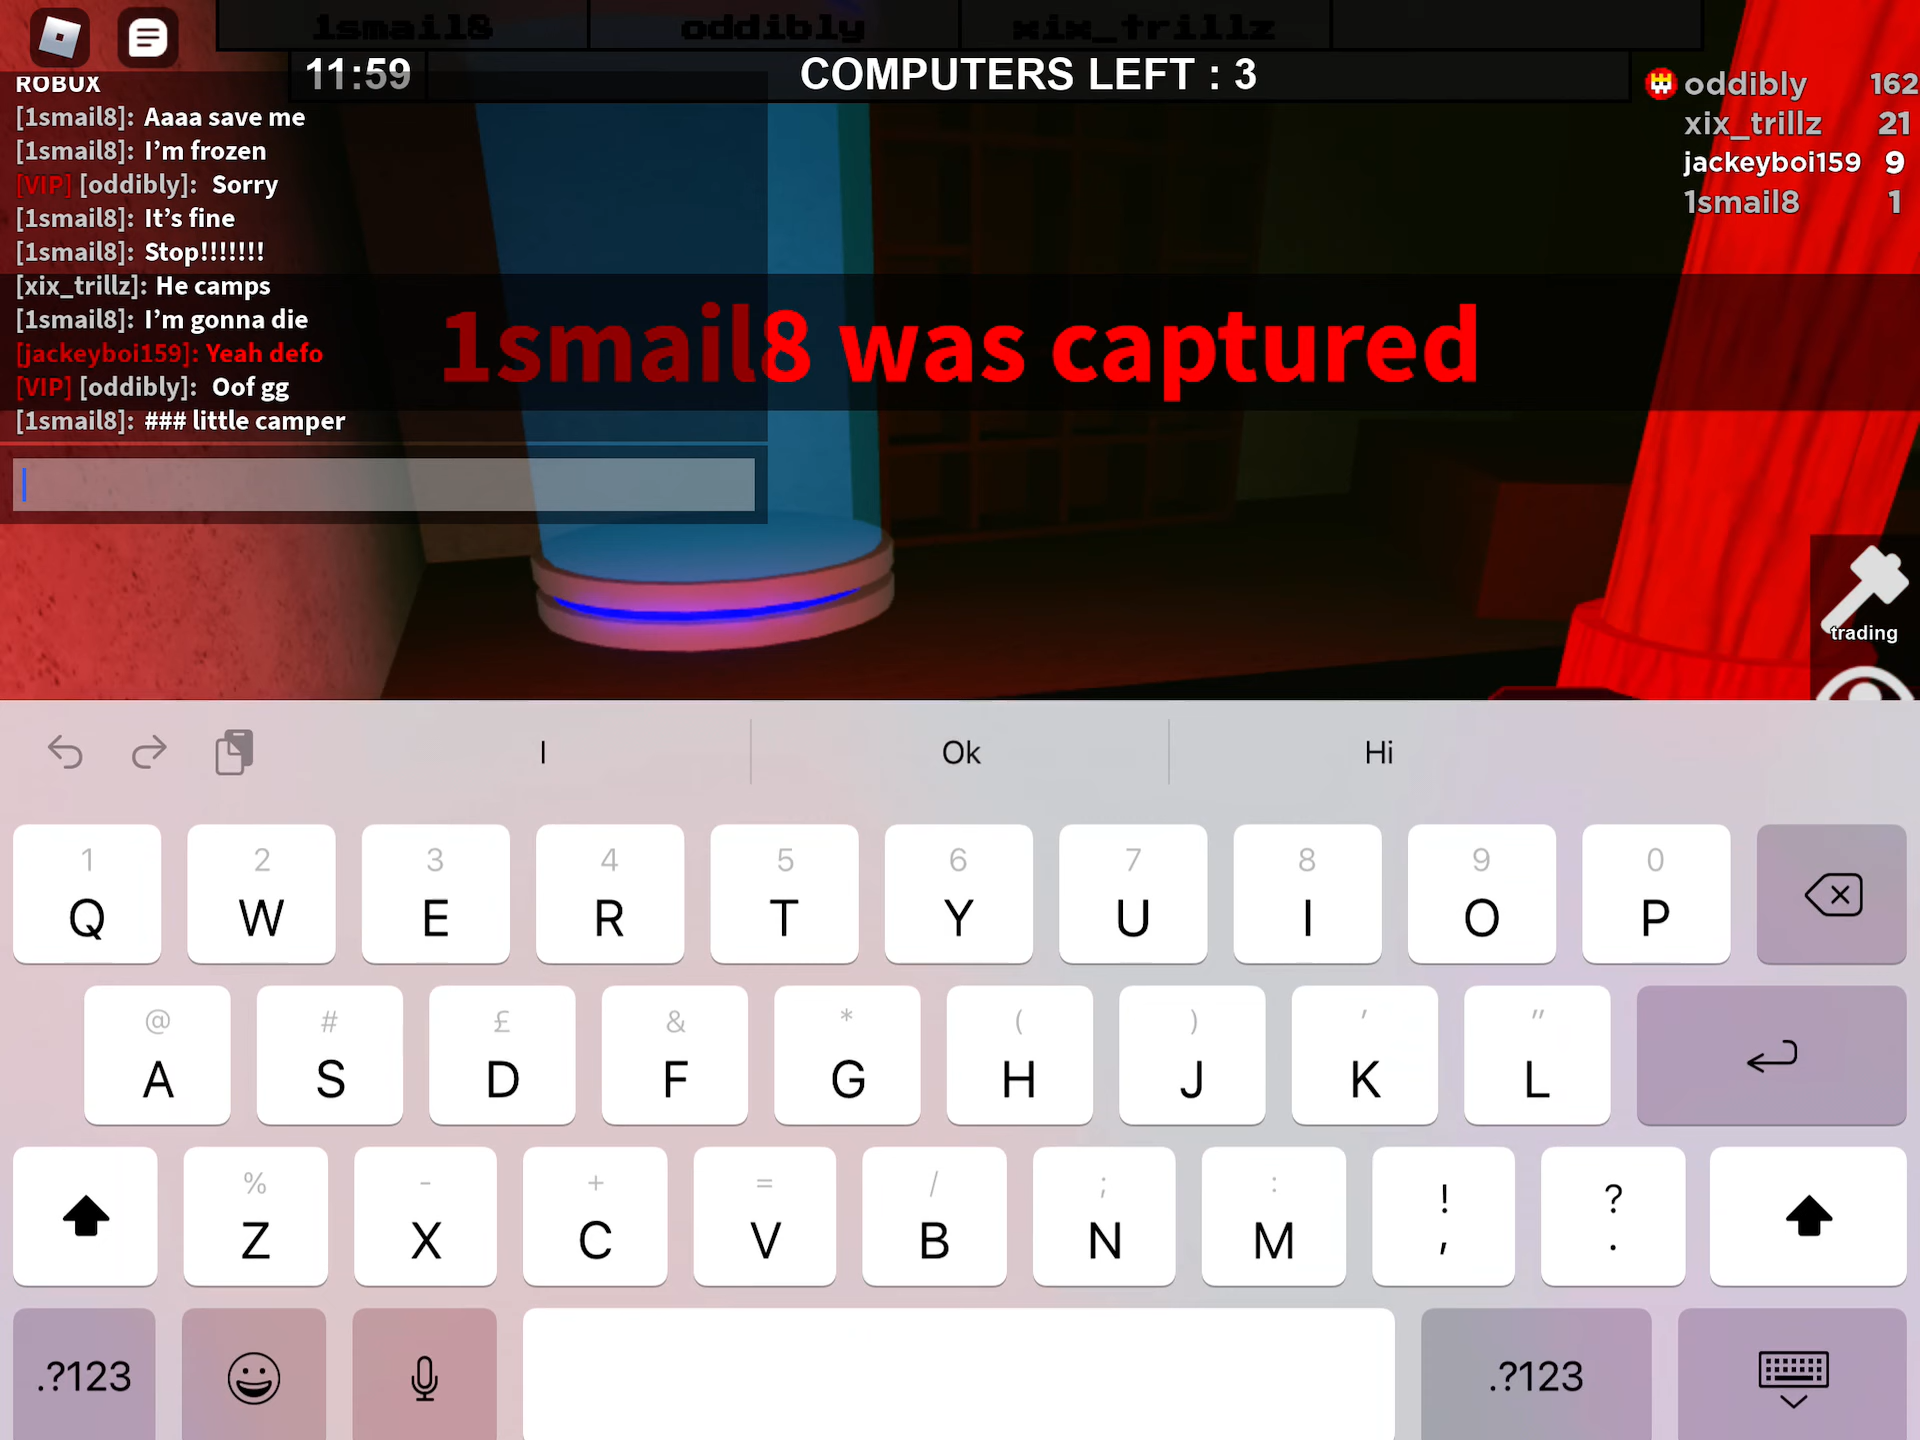 1smail8 oddibly xix_trillz
11:59 COMPUTERS LEFT : 3
ROBUX
[1smail8]: Aaaa save me
[1smail8]: I’m frozen
[VIP] [oddibly]: Sorry
[1smail8]: It’s fine
[1smail8]: Stop!!!!!!!
[xix_trillz]: He camps
[1smail8]: I’m gonna die
[jackeyboi159]: Yeah defo
[VIP] [oddibly]: Oof gg
[1smail8]: ### little camper
oddibly 162
xix_trillz 21
jackeyboi159 9
1smail8 1
1smail8 was captured
trading
I Ok Hi
1 2 3 4 5 6 7 8 9 0
Q W E R T Y U I O P
@ # £ & * ( ) ' "
A S D F G H J K L
% - + = / ; : ! ?
Z X C V B N M , .
.?123 .?123